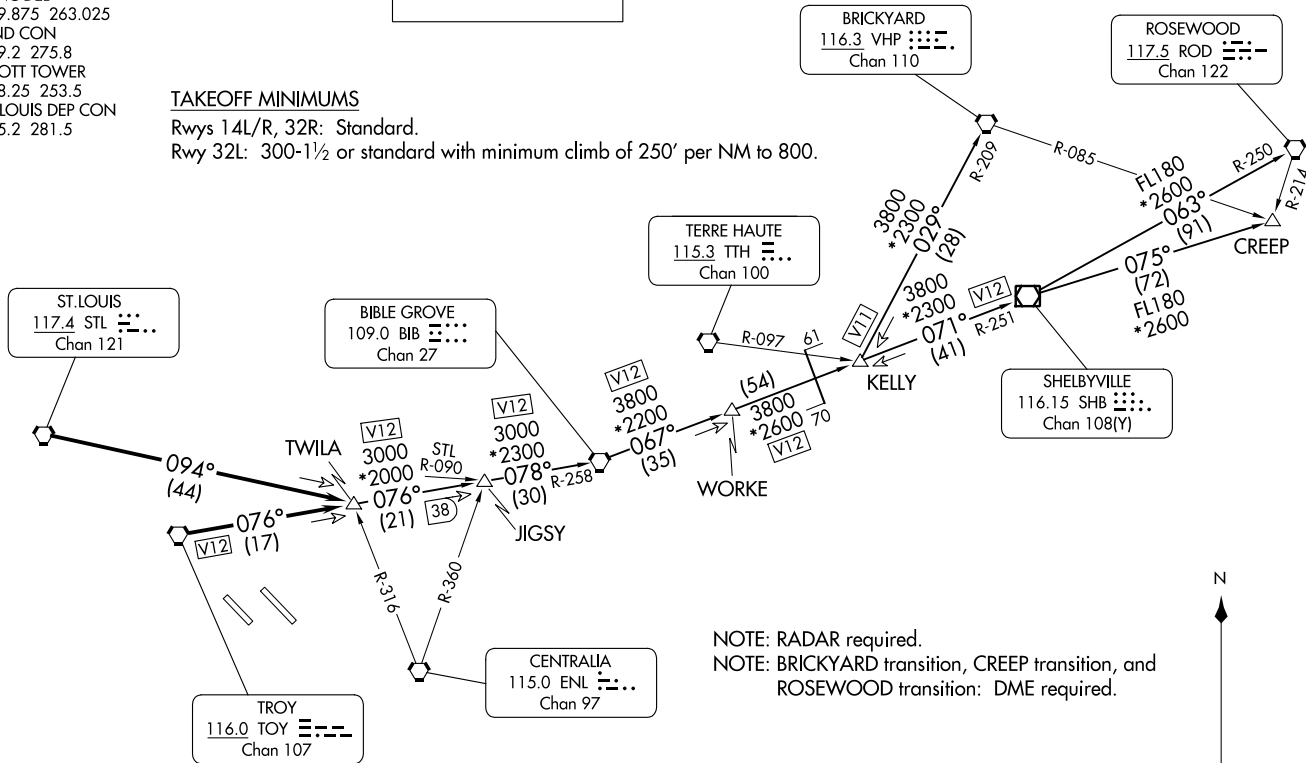 9.875 263.025
ND CON
9.2 275.8
OTT TOWER
8.25 253.5
LOUIS DEP CON
5.2 281.5
TAKEOFF MINIMUMS
Rwys 14L/R, 32R: Standard.
Rwy 32L: 300-1½ or standard with minimum climb of 250' per NM to 800.
BRICKYARD
116.3 VHP
Chan 110
ROSEWOOD
117.5 ROD
Chan 122
R-209
R-085
R-250
R-214
FL180
*2600
063°
(91)
CREEP
075°
(72)
FL180
*2600
3800
*2300
029°
(28)
V11
TERRE HAUTE
115.3 TTH
Chan 100
R-097
61
70
KELLY
3800
*2300
071°
(41)
V12
R-251
SHELBYVILLE
116.15 SHB
Chan 108(Y)
ST.LOUIS
117.4 STL
Chan 121
BIBLE GROVE
109.0 BIB
Chan 27
V12
3800
*2200
067°
(35)
(54)
3800
*2600
V12
WORKE
094°
(44)
TWILA
V12
3000
*2000
076°
(21)
STL
R-090
38
V12
3000
*2300
078°
(30)
R-258
JIGSY
076°
(17)
V12
R-316
R-360
TROY
116.0 TOY
Chan 107
CENTRALIA
115.0 ENL
Chan 97
NOTE: RADAR required.
NOTE: BRICKYARD transition, CREEP transition, and
ROSEWOOD transition: DME required.
N